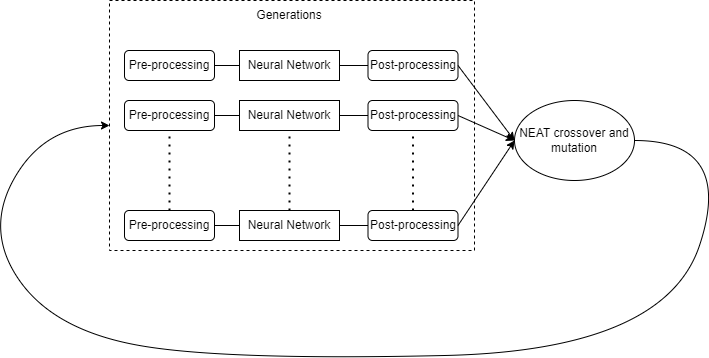 Generations
Pre-processing Neural Network Post-processing
Pre-processing Neural Network Post-processing
NEAT crossover and
mutation
Pre-processing Neural Network Post-processing